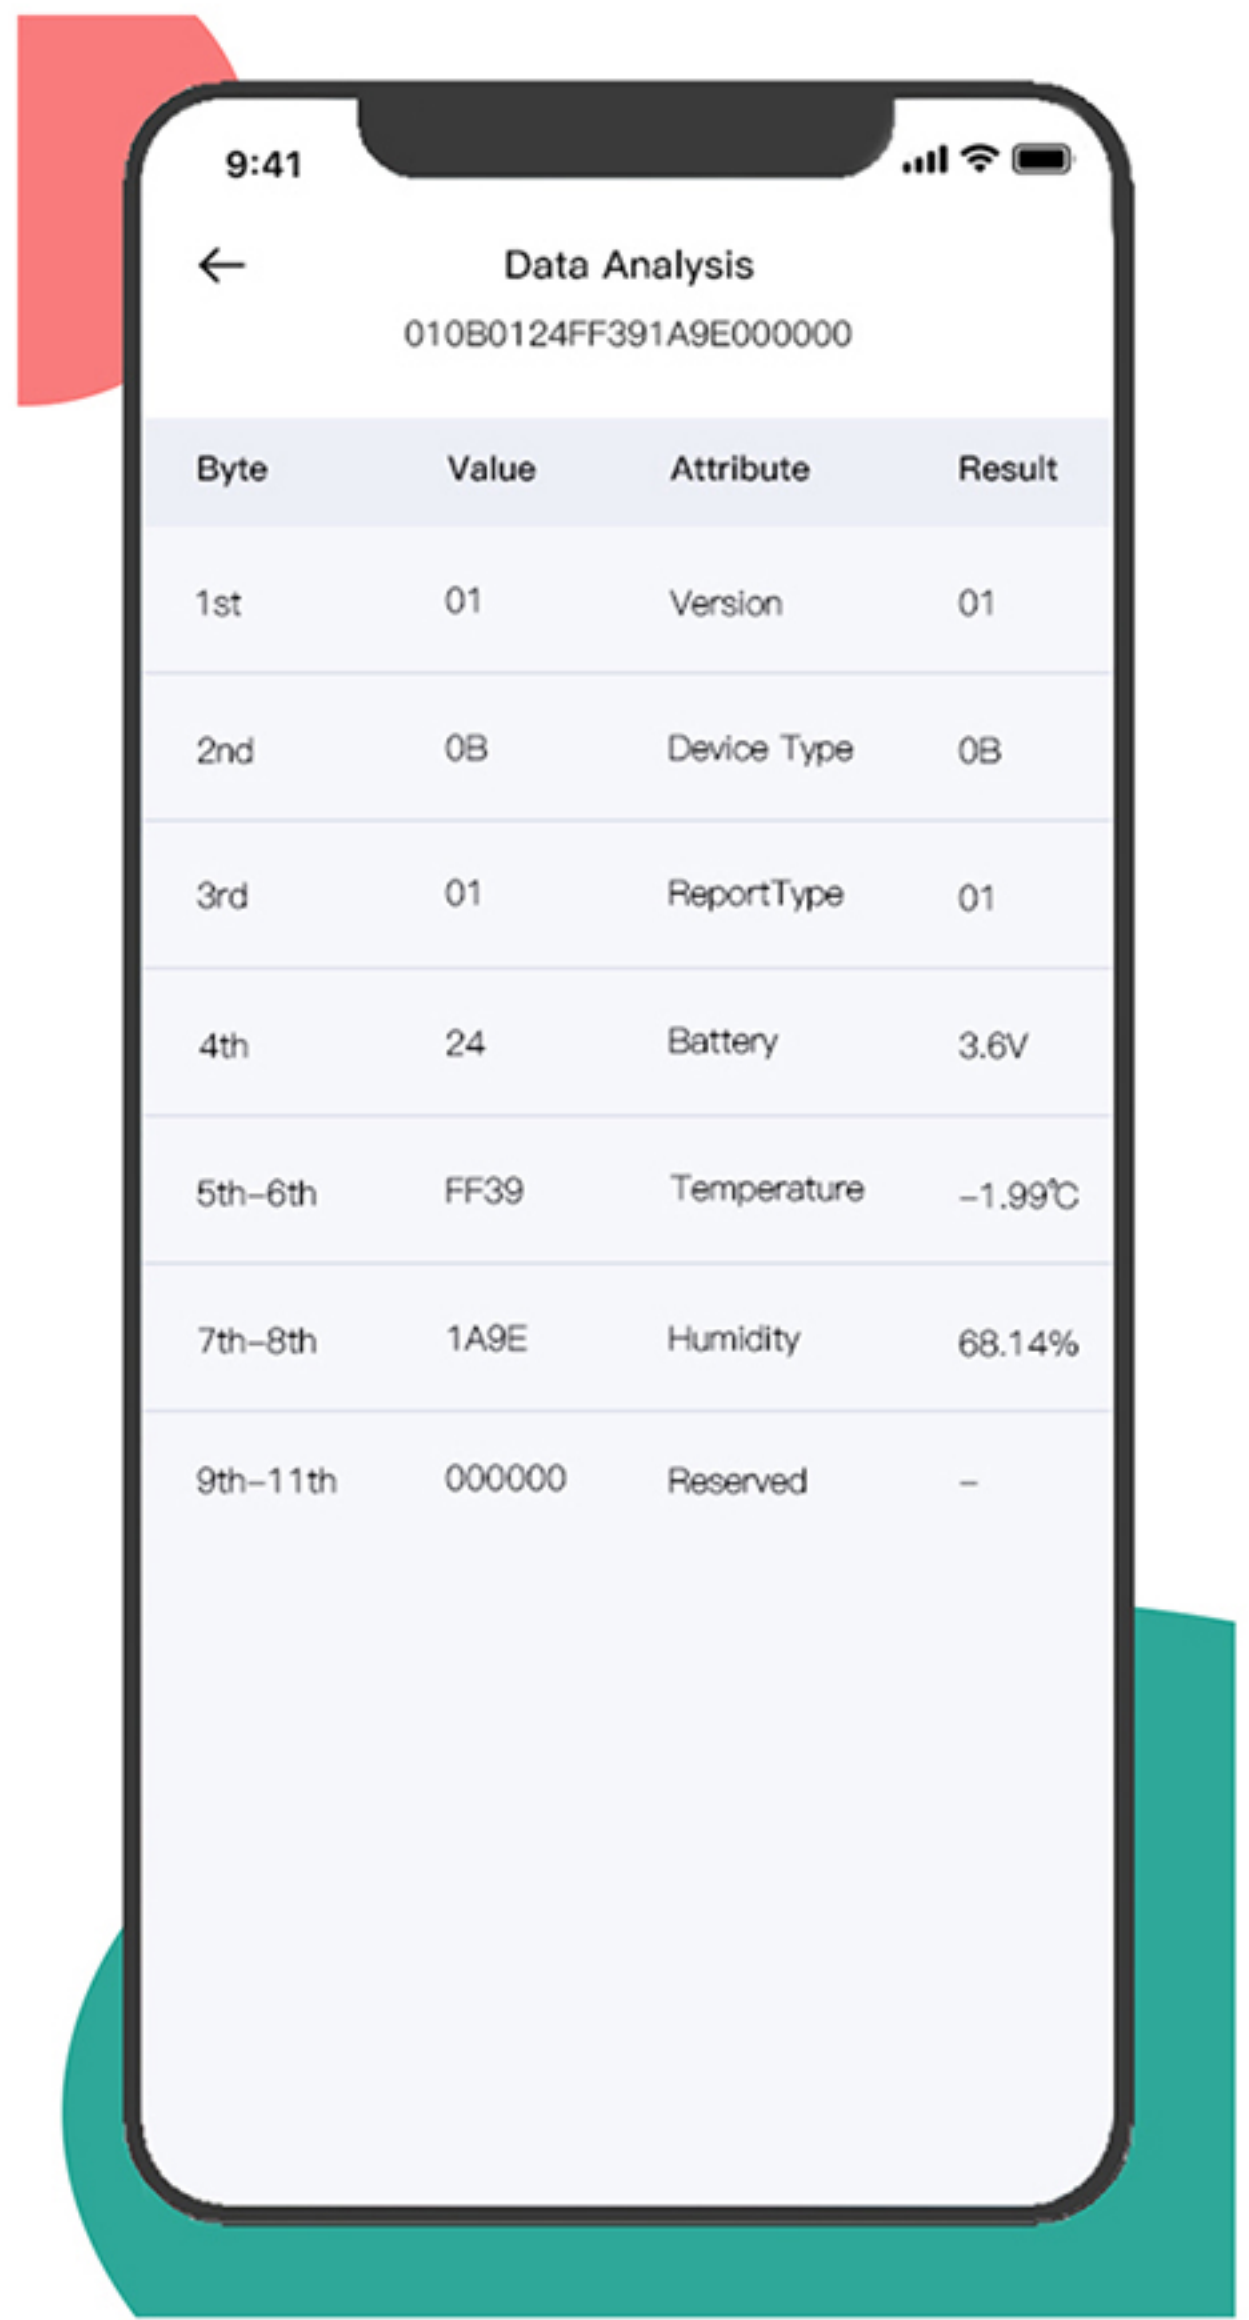 9:41
Data Analysis
010B0124FF391A9E000000
Byte Value Attribute Result
1st 01 Version 01
2nd 0B Device Type 0B
3rd 01 ReportType 01
4th 24 Battery 3.6V
5th–6th FF39 Temperature –1.99℃
7th–8th 1A9E Humidity 68.14%
9th–11th 000000 Reserved –